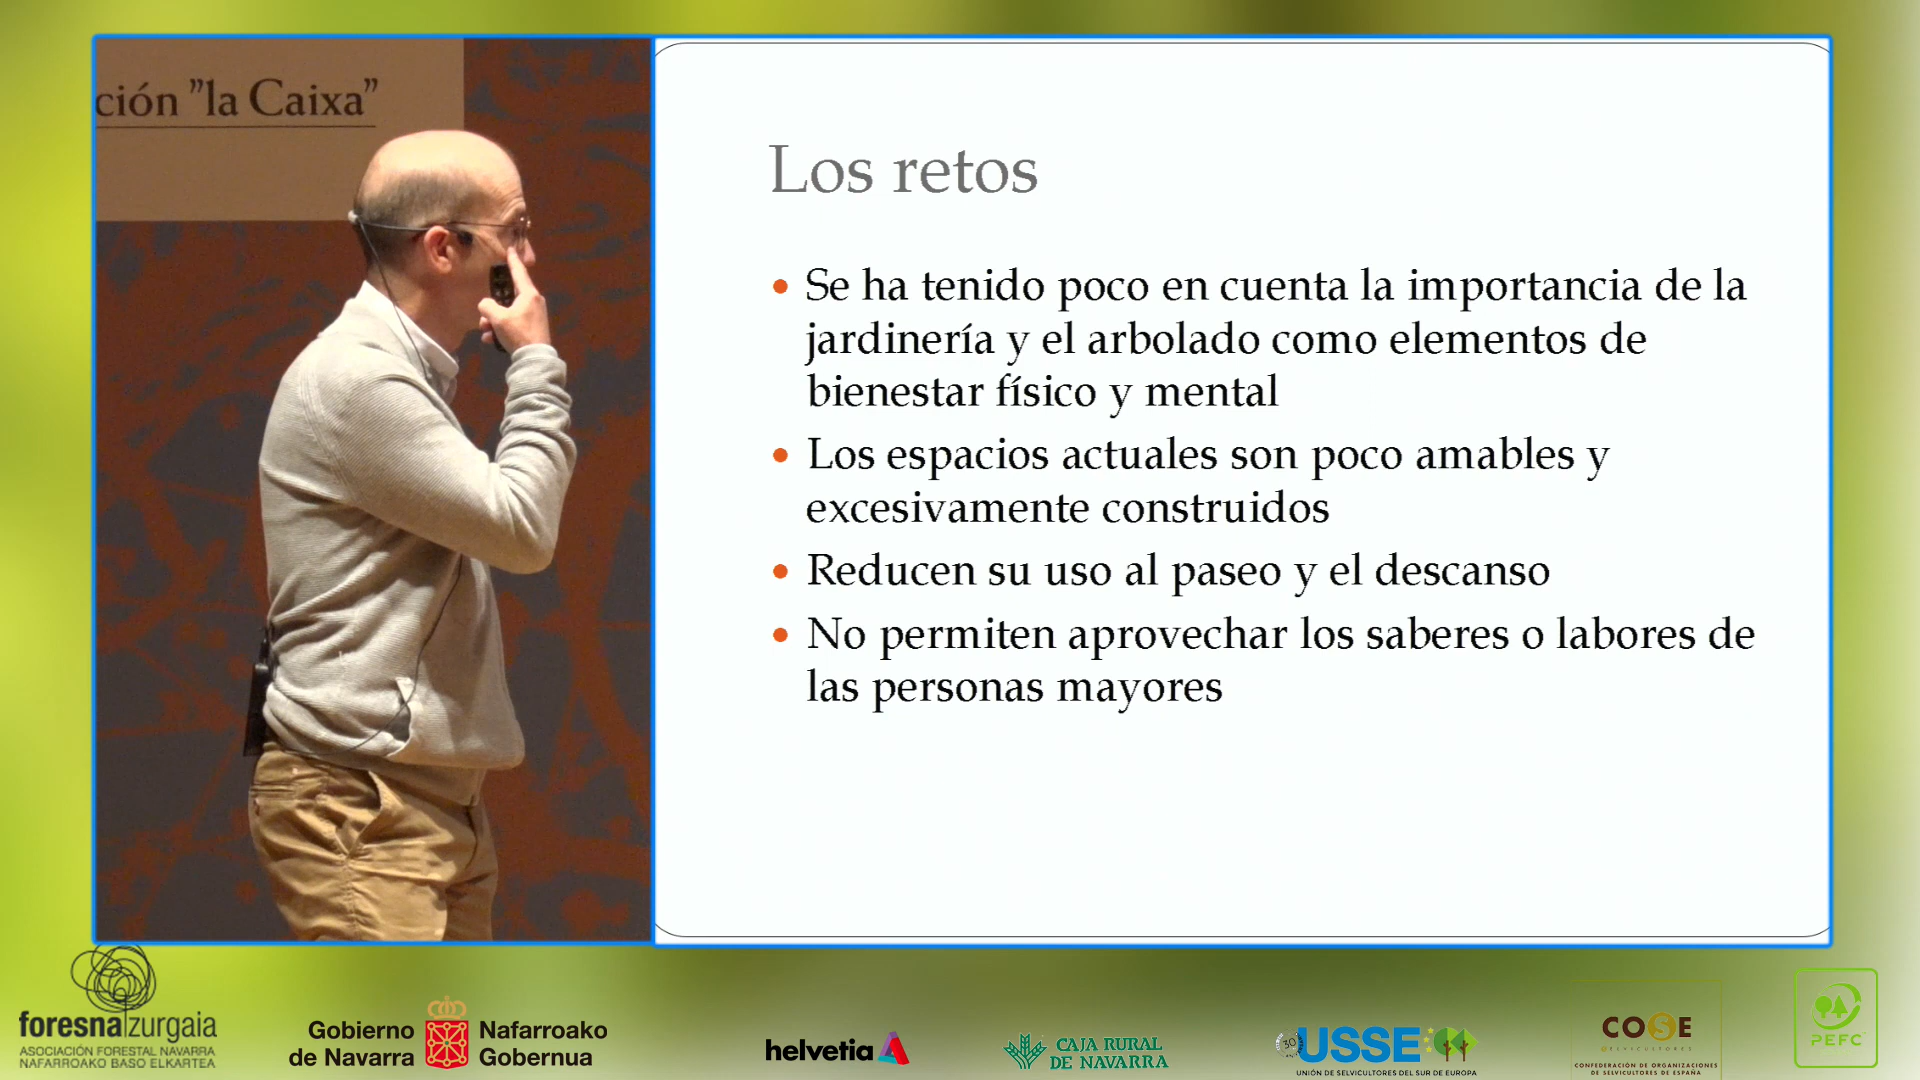 ción "la Caixa"
Los retos
• Se ha tenido poco en cuenta la importancia de la
jardinería y el arbolado como elementos de
bienestar físico y mental
• Los espacios actuales son poco amables y
excesivamente construidos
• Reducen su uso al paseo y el descanso
• No permiten aprovechar los saberes o labores de
las personas mayores
foresna zurgaia
ASOCIACIÓN FORESTAL NAVARRA
NAFARROAKO BASO ELKARTEA
Gobierno
de Navarra
Nafarroako
Gobernua
helvetia
CAJA RURAL
DE NAVARRA
30
USSE
UNIÓN DE SELVICULTORES DEL SUR DE EUROPA
COSE
CONFEDERACIÓN DE ORGANIZACIONES
DE SELVICULTORES DE ESPAÑA
PEFC